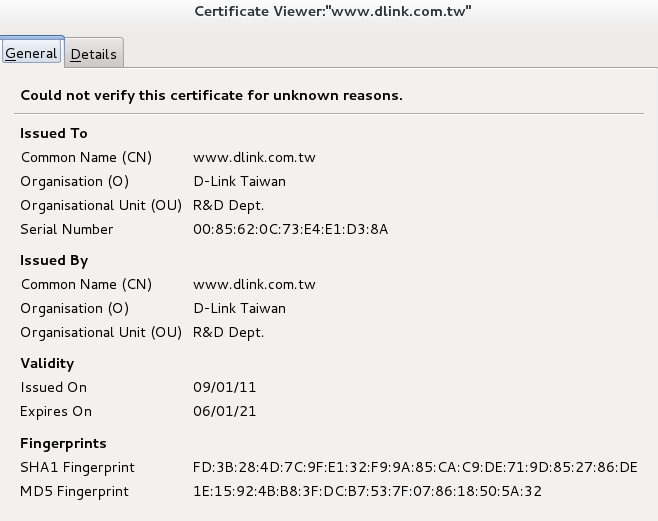 Certificate Viewer:"www.dlink.com.tw"
General Details
Could not verify this certificate for unknown reasons.
Issued To
Common Name (CN) www.dlink.com.tw
Organisation (O) D-Link Taiwan
Organisational Unit (OU) R&D Dept.
Serial Number 00:85:62:0C:73:E4:E1:D3:8A
Issued By
Common Name (CN) www.dlink.com.tw
Organisation (O) D-Link Taiwan
Organisational Unit (OU) R&D Dept.
Validity
Issued On 09/01/11
Expires On 06/01/21
Fingerprints
SHA1 Fingerprint FD:3B:28:4D:7C:9F:E1:32:F9:9A:85:CA:C9:DE:71:9D:85:27:86:DE
MD5 Fingerprint 1E:15:92:4B:B8:3F:DC:B7:53:7F:07:86:18:50:5A:32